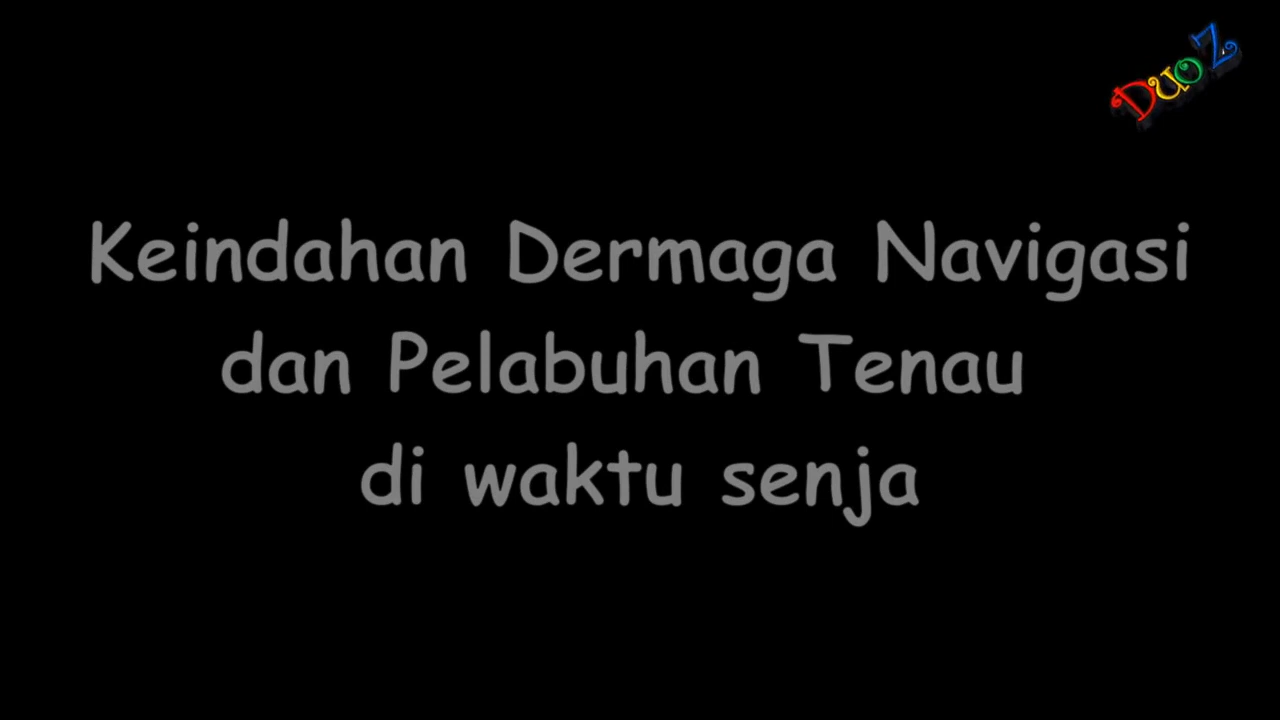 DuoZ
Keindahan Dermaga Navigasi
dan Pelabuhan Tenau
di waktu senja